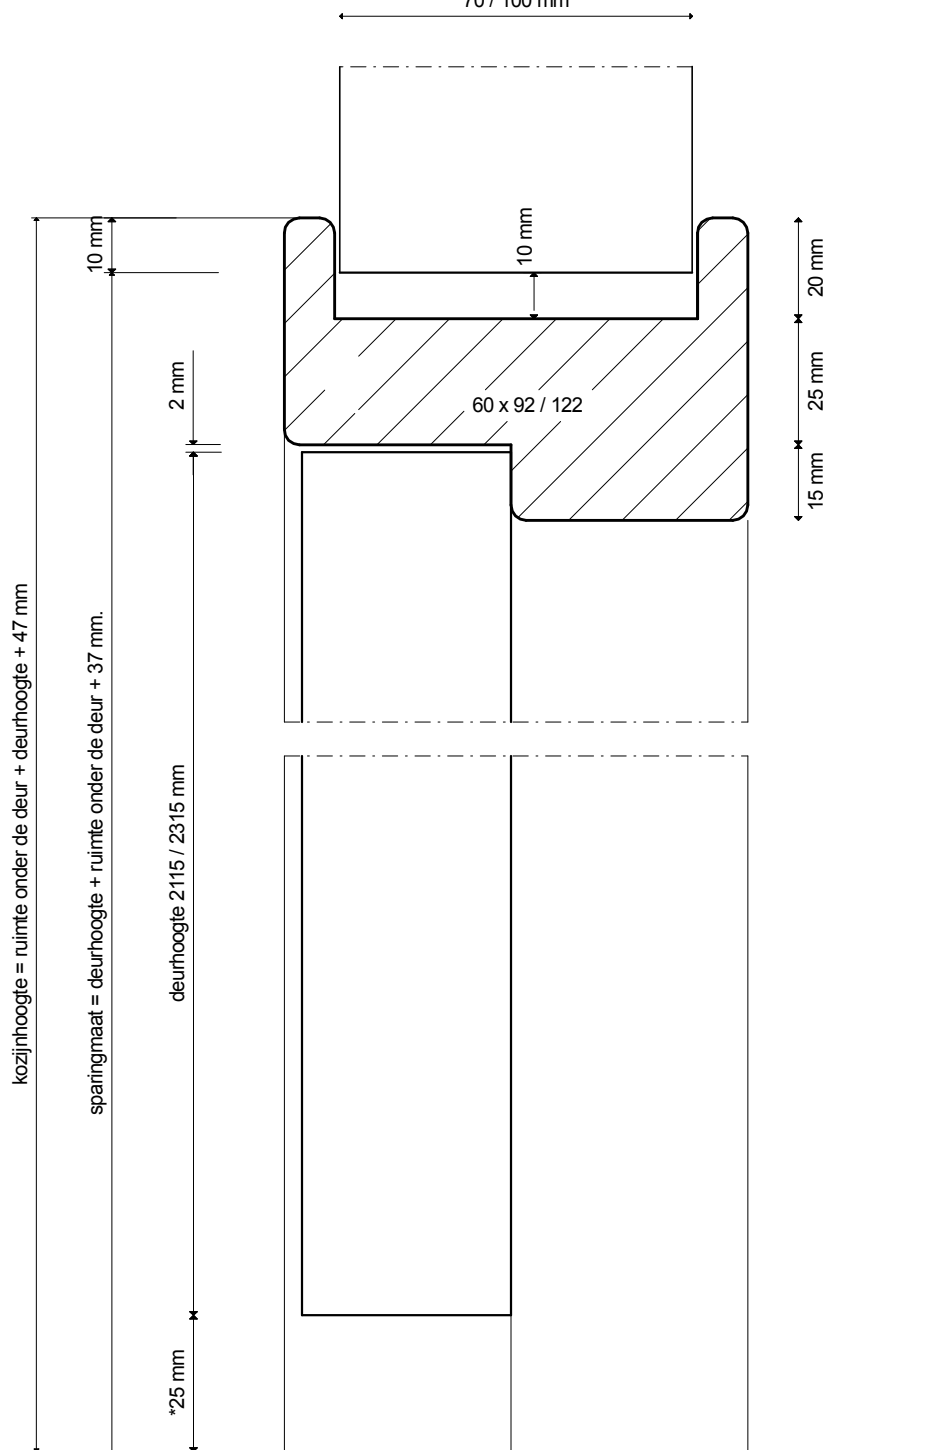 70 / 100 mm
10 mm
10 mm
20 mm
2 mm
25 mm
60 x 92 / 122
15 mm
kozijnhoogte = ruimte onder de deur + deurhoogte + 47 mm
sparingmaat = deurhoogte + ruimte onder de deur + 37 mm.
deurhoogte 2115 / 2315 mm
*25 mm